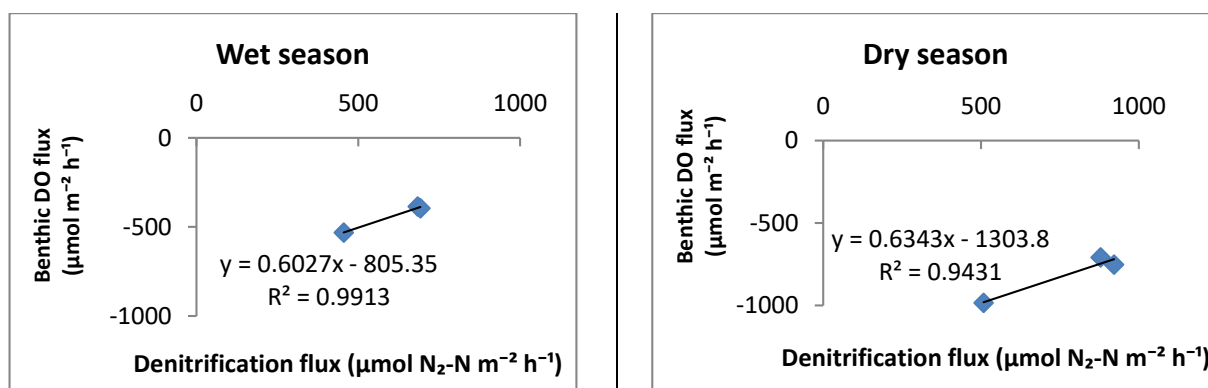 Wet season
0 500 1000
0
-500
-1000
Benthic DO flux
(µmol m⁻² h⁻¹)
y = 0.6027x - 805.35
R² = 0.9913
Denitrification flux (µmol N₂-N m⁻² h⁻¹)
Dry season
0 500 1000
0
-500
-1000
Benthic DO flux
(µmol m⁻² h⁻¹)
y = 0.6343x - 1303.8
R² = 0.9431
Denitrification flux (µmol N₂-N m⁻² h⁻¹)